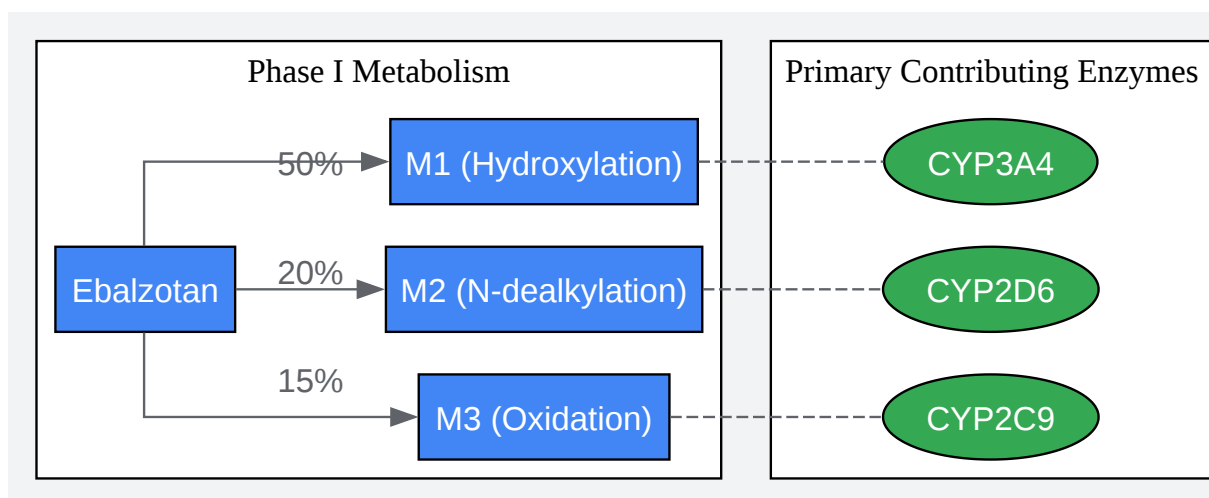 Phase I Metabolism
Primary Contributing Enzymes
50%
M1 (Hydroxylation)
CYP3A4
Ebalzotan
20%
M2 (N-dealkylation)
CYP2D6
15%
M3 (Oxidation)
CYP2C9